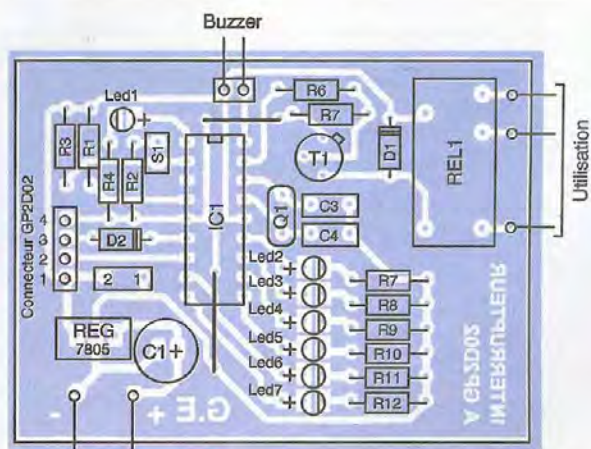 Buzzer
Led1
R6
R7
R3
R1
R4
R2
S1
IC1
T1
D1
REL1
Utilisation
Connecteur GP2D02
4
3
2
1
D2
2 1
Q1
C3
C4
Led2
Led3
Led4
Led5
Led6
Led7
R7
R8
R9
R10
R11
R12
REG
7805
C1+
- +
G.E
INTERRUPTEUR
A GP2D02